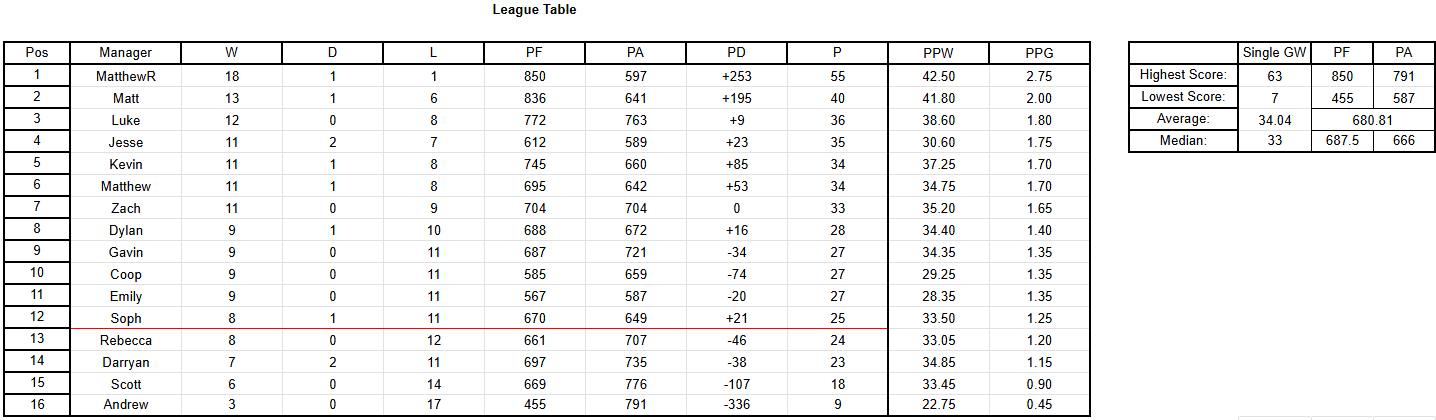 League Table
Pos Manager W D L PF PA PD P PPW PPG
1 MatthewR 18 1 1 850 597 +253 55 42.50 2.75
2 Matt 13 1 6 836 641 +195 40 41.80 2.00
3 Luke 12 0 8 772 763 +9 36 38.60 1.80
4 Jesse 11 2 7 612 589 +23 35 30.60 1.75
5 Kevin 11 1 8 745 660 +85 34 37.25 1.70
6 Matthew 11 1 8 695 642 +53 34 34.75 1.70
7 Zach 11 0 9 704 704 0 33 35.20 1.65
8 Dylan 9 1 10 688 672 +16 28 34.40 1.40
9 Gavin 9 0 11 687 721 -34 27 34.35 1.35
10 Coop 9 0 11 585 659 -74 27 29.25 1.35
11 Emily 9 0 11 567 587 -20 27 28.35 1.35
12 Soph 8 1 11 670 649 +21 25 33.50 1.25
13 Rebecca 8 0 12 661 707 -46 24 33.05 1.20
14 Darryan 7 2 11 697 735 -38 23 34.85 1.15
15 Scott 6 0 14 669 776 -107 18 33.45 0.90
16 Andrew 3 0 17 455 791 -336 9 22.75 0.45
Single GW PF PA
Highest Score: 63 850 791
Lowest Score: 7 455 587
Average: 34.04 680.81
Median: 33 687.5 666